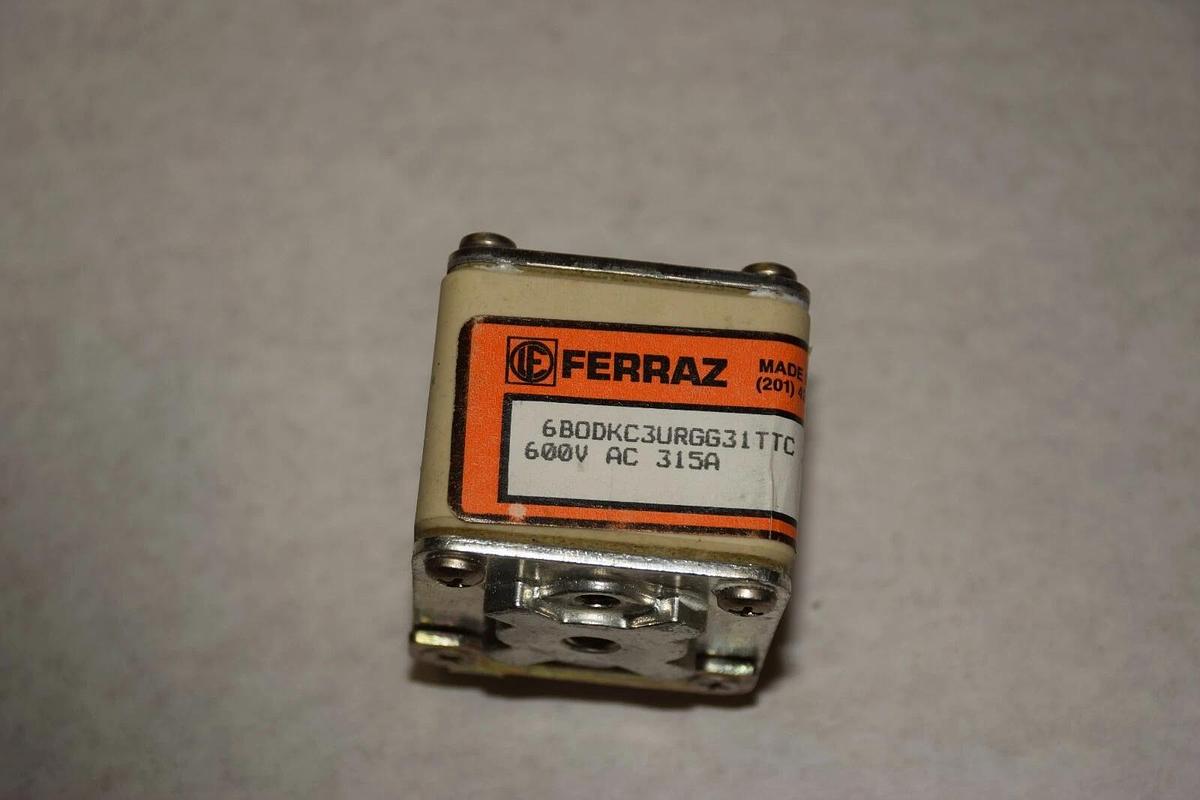 FERRAZ
MADE
(201)
6BODKC3URGG31TTC
600V AC 315A